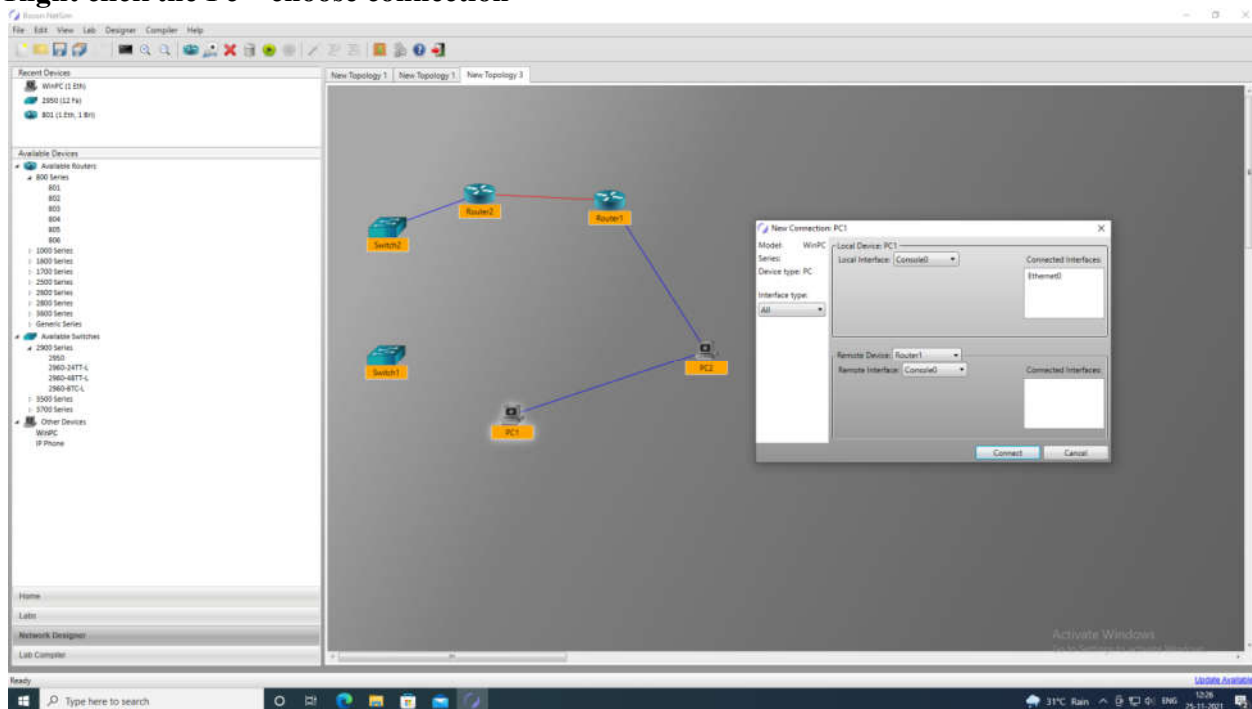 Boson NetSim
File Edit View Lab Designer Compiler Help
Recent Devices
WinPC (1 Eth)
2950 (12 Fa)
801 (1 Eth, 1 Bri)
Available Devices
Available Routers
800 Series
801
802
803
804
805
806
1000 Series
1600 Series
1700 Series
2500 Series
2600 Series
2800 Series
3600 Series
Generic Series
Available Switches
2900 Series
2950
2960-24TT-L
2960-48TT-L
2960-8TC-L
3500 Series
3700 Series
Other Devices
WinPC
IP Phone
Home
Labs
Network Designer
Lab Compiler
New Topology 1 New Topology 1 New Topology 3
Router2
Router1
Switch2
Switch1
PC2
PC1
New Connection: PC1
Model: WinPC
Series:
Device type: PC
Interface type:
All
Local Device: PC1
Local Interface: Console0
Connected Interfaces:
Ethernet0
Remote Device: Router1
Remote Interface: Console0
Connected Interfaces:
Connect Cancel
Activate Windows
Ready
Update Available
Type here to search
31°C Rain ENG
12:26
25-11-2021